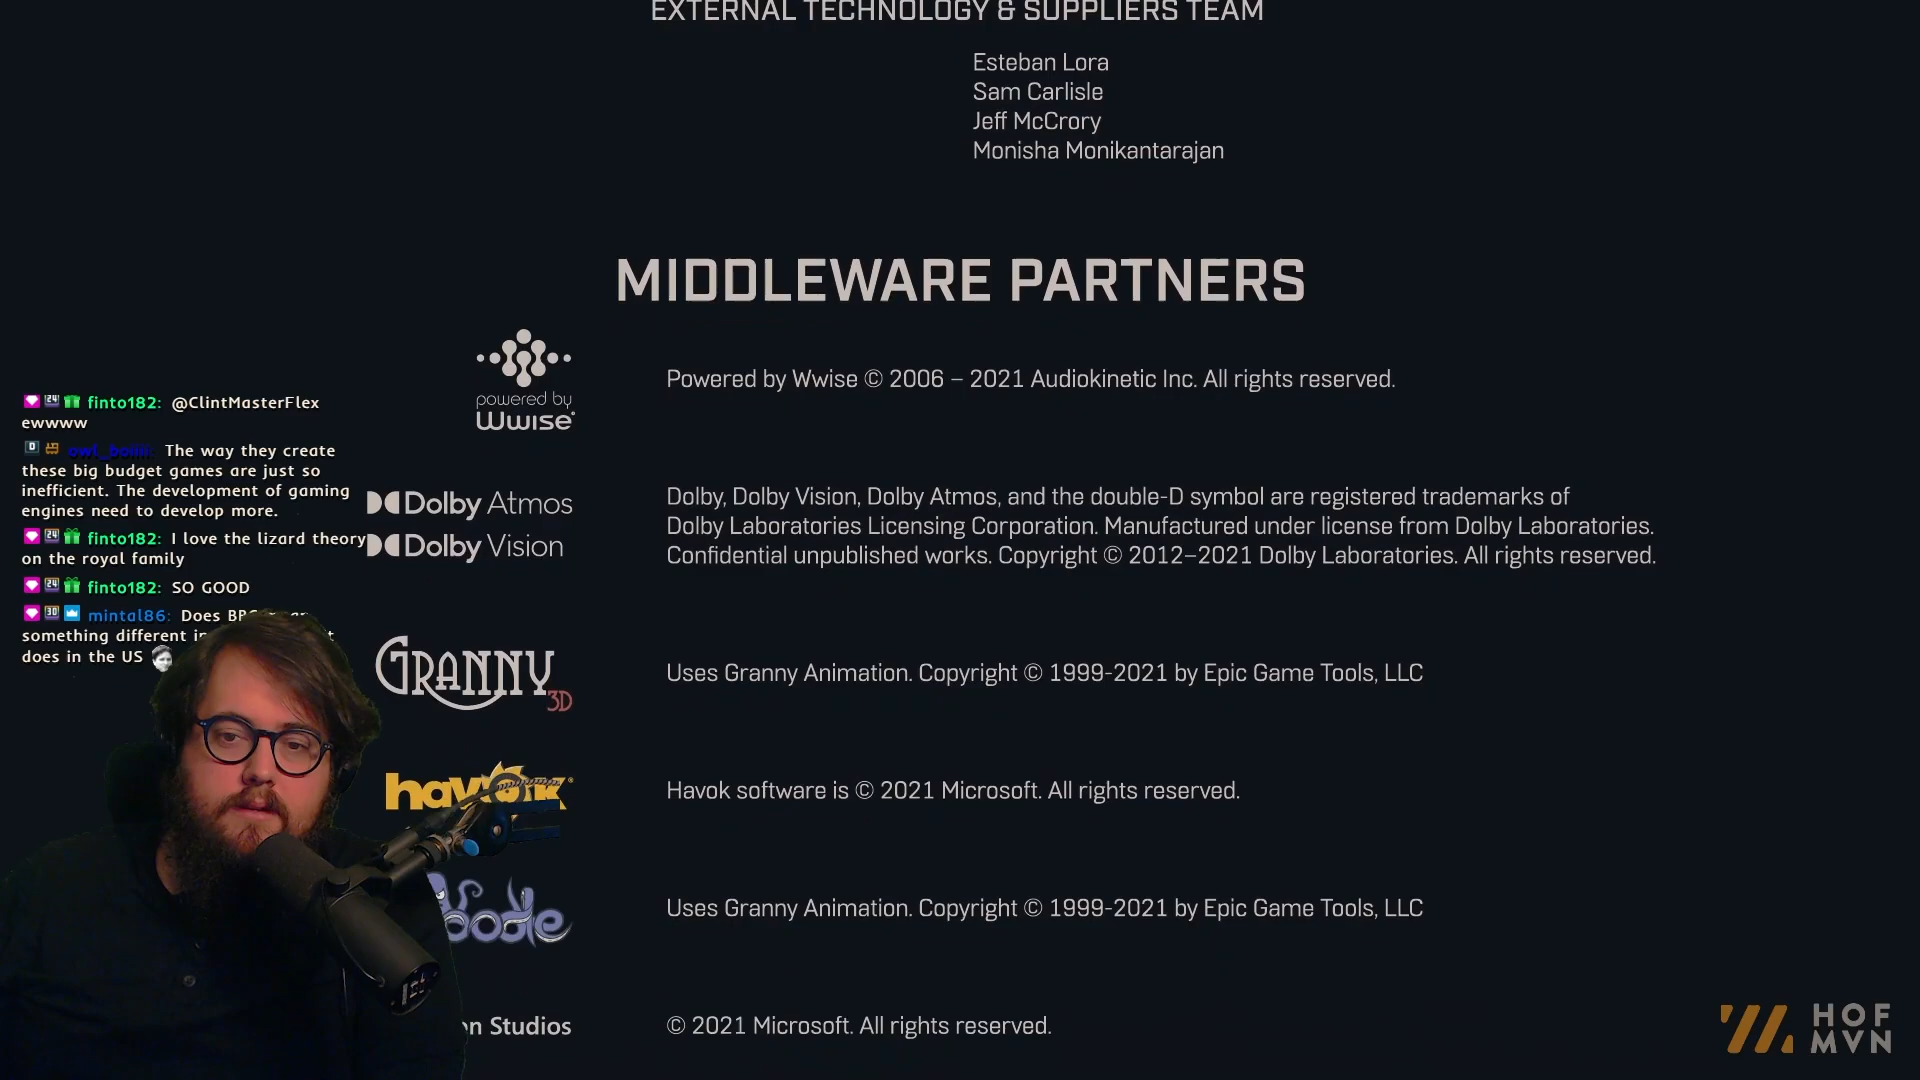 EXTERNAL TECHNOLOGY & SUPPLIERS TEAM
Esteban Lora
Sam Carlisle
Jeff McCrory
Monisha Monikantarajan
MIDDLEWARE PARTNERS
powered by
Wwise
Powered by Wwise © 2006 – 2021 Audiokinetic Inc. All rights reserved.
Dolby Atmos
Dolby Vision
Dolby, Dolby Vision, Dolby Atmos, and the double-D symbol are registered trademarks of
Dolby Laboratories Licensing Corporation. Manufactured under license from Dolby Laboratories.
Confidential unpublished works. Copyright © 2012–2021 Dolby Laboratories. All rights reserved.
GRANNY
3D
Uses Granny Animation. Copyright © 1999-2021 by Epic Game Tools, LLC
havok
Havok software is © 2021 Microsoft. All rights reserved.
Uses Granny Animation. Copyright © 1999-2021 by Epic Game Tools, LLC
Studios
© 2021 Microsoft. All rights reserved.
finto182: @ClintMasterFlex
ewwww
The way they create
these big budget games are just so
inefficient. The development of gaming
engines need to develop more.
finto182: I love the lizard theory
on the royal family
finto182: SO GOOD
mintal86: Does
something different
does in the US
HOF
MVN